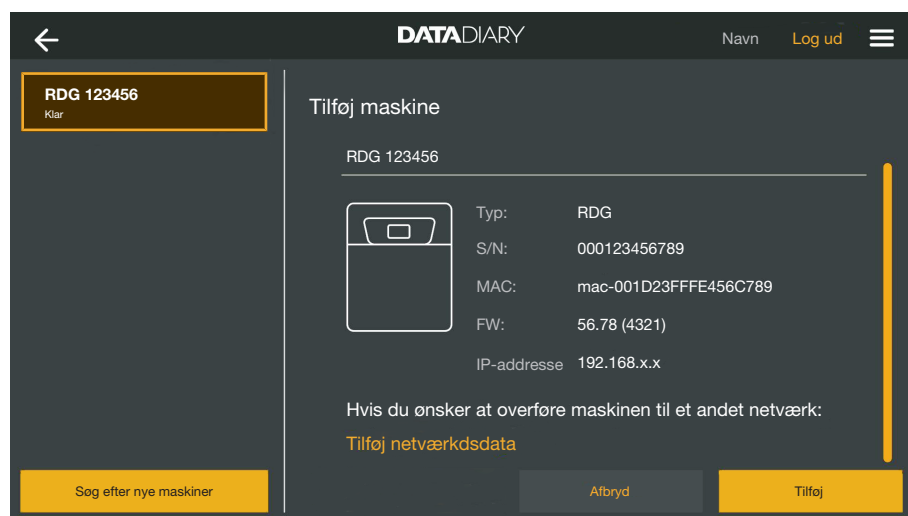 DATADIARY
Navn
Log ud
RDG 123456
Klar
Tilføj maskine
RDG 123456
Typ: RDG
S/N: 000123456789
MAC: mac-001D23FFFE456C789
FW: 56.78 (4321)
IP-addresse 192.168.x.x
Hvis du ønsker at overføre maskinen til et andet netværk:
Tilføj netværkdsdata
Søg efter nye maskiner
Afbryd
Tilføj